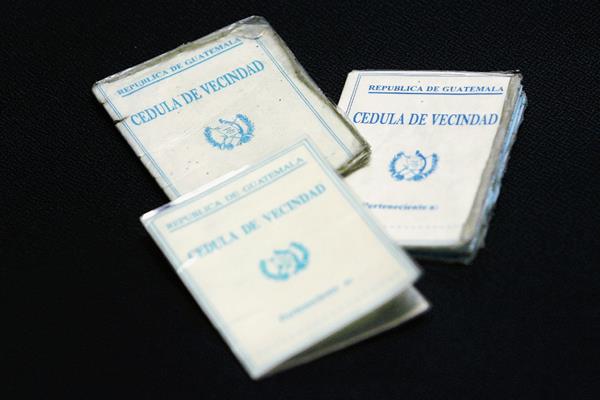 REPUBLICA DE GUATEMALA
CEDULA DE VECINDAD
REPUBLICA DE GUATEMALA
CEDULA DE VECINDAD
Perteneciente a:
REPUBLICA DE GUATEMALA
CEDULA DE VECINDAD
Perteneciente a: